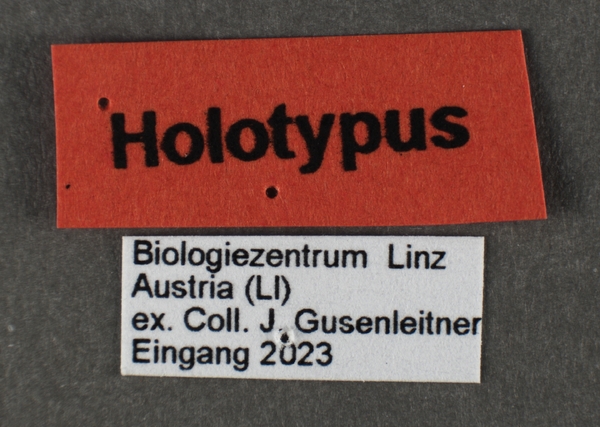 Holotypus
Biologiezentrum Linz
Austria (LI)
ex. Coll. J. Gusenleitner
Eingang 2023